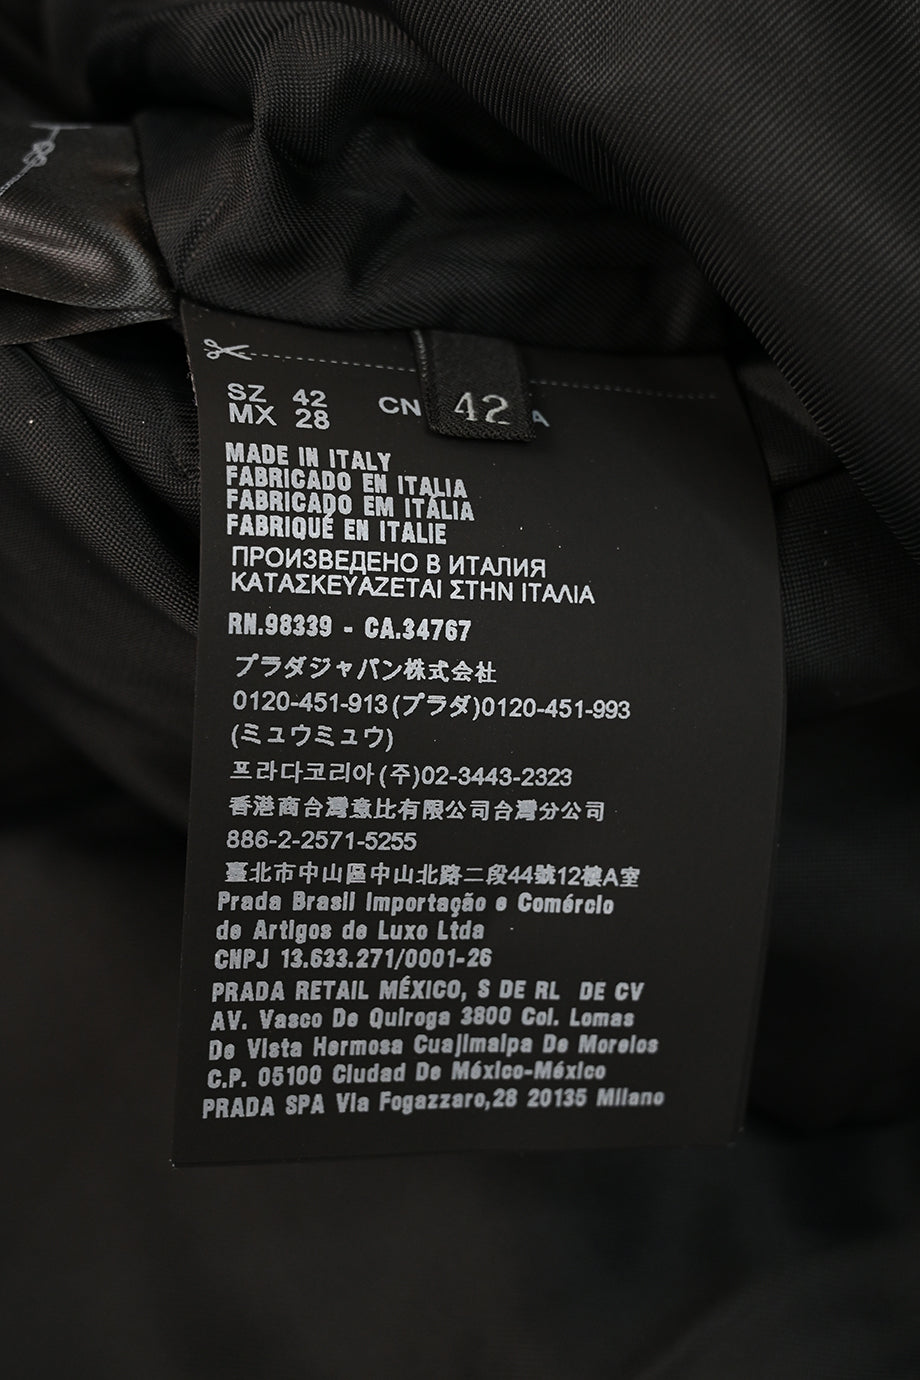 SZ 42
MX 28
CN
42
A
MADE IN ITALY
FABRICADO EN ITALIA
FABRICADO EM ITÁLIA
FABRIQUÉ EN ITALIE
ПРОИЗВЕДЕНО В ИТАЛИЯ
ΚΑΤΑΣΚΕΥΑΖΕΤΑΙ ΣΤΗΝ ΙΤΑΛΙΑ
RN.98339 - CA.34767
プラダジャパン株式会社
0120-451-913(プラダ)0120-451-993
(ミュウミュウ)
프라다코리아(주)02-3443-2323
香港商台灣意比有限公司台灣分公司
886-2-2571-5255
臺北市中山區中山北路二段44號12樓A室
Prada Brasil Importação e Comércio
de Artigos de Luxo Ltda
CNPJ 13.633.271/0001-26
PRADA RETAIL MÉXICO, S DE RL DE CV
AV. Vasco De Quiroga 3800 Col. Lomas
De Vista Hermosa Cuajimalpa De Morelos
C.P. 05100 Ciudad De México-México
PRADA SPA Via Fogazzaro,28 20135 Milano